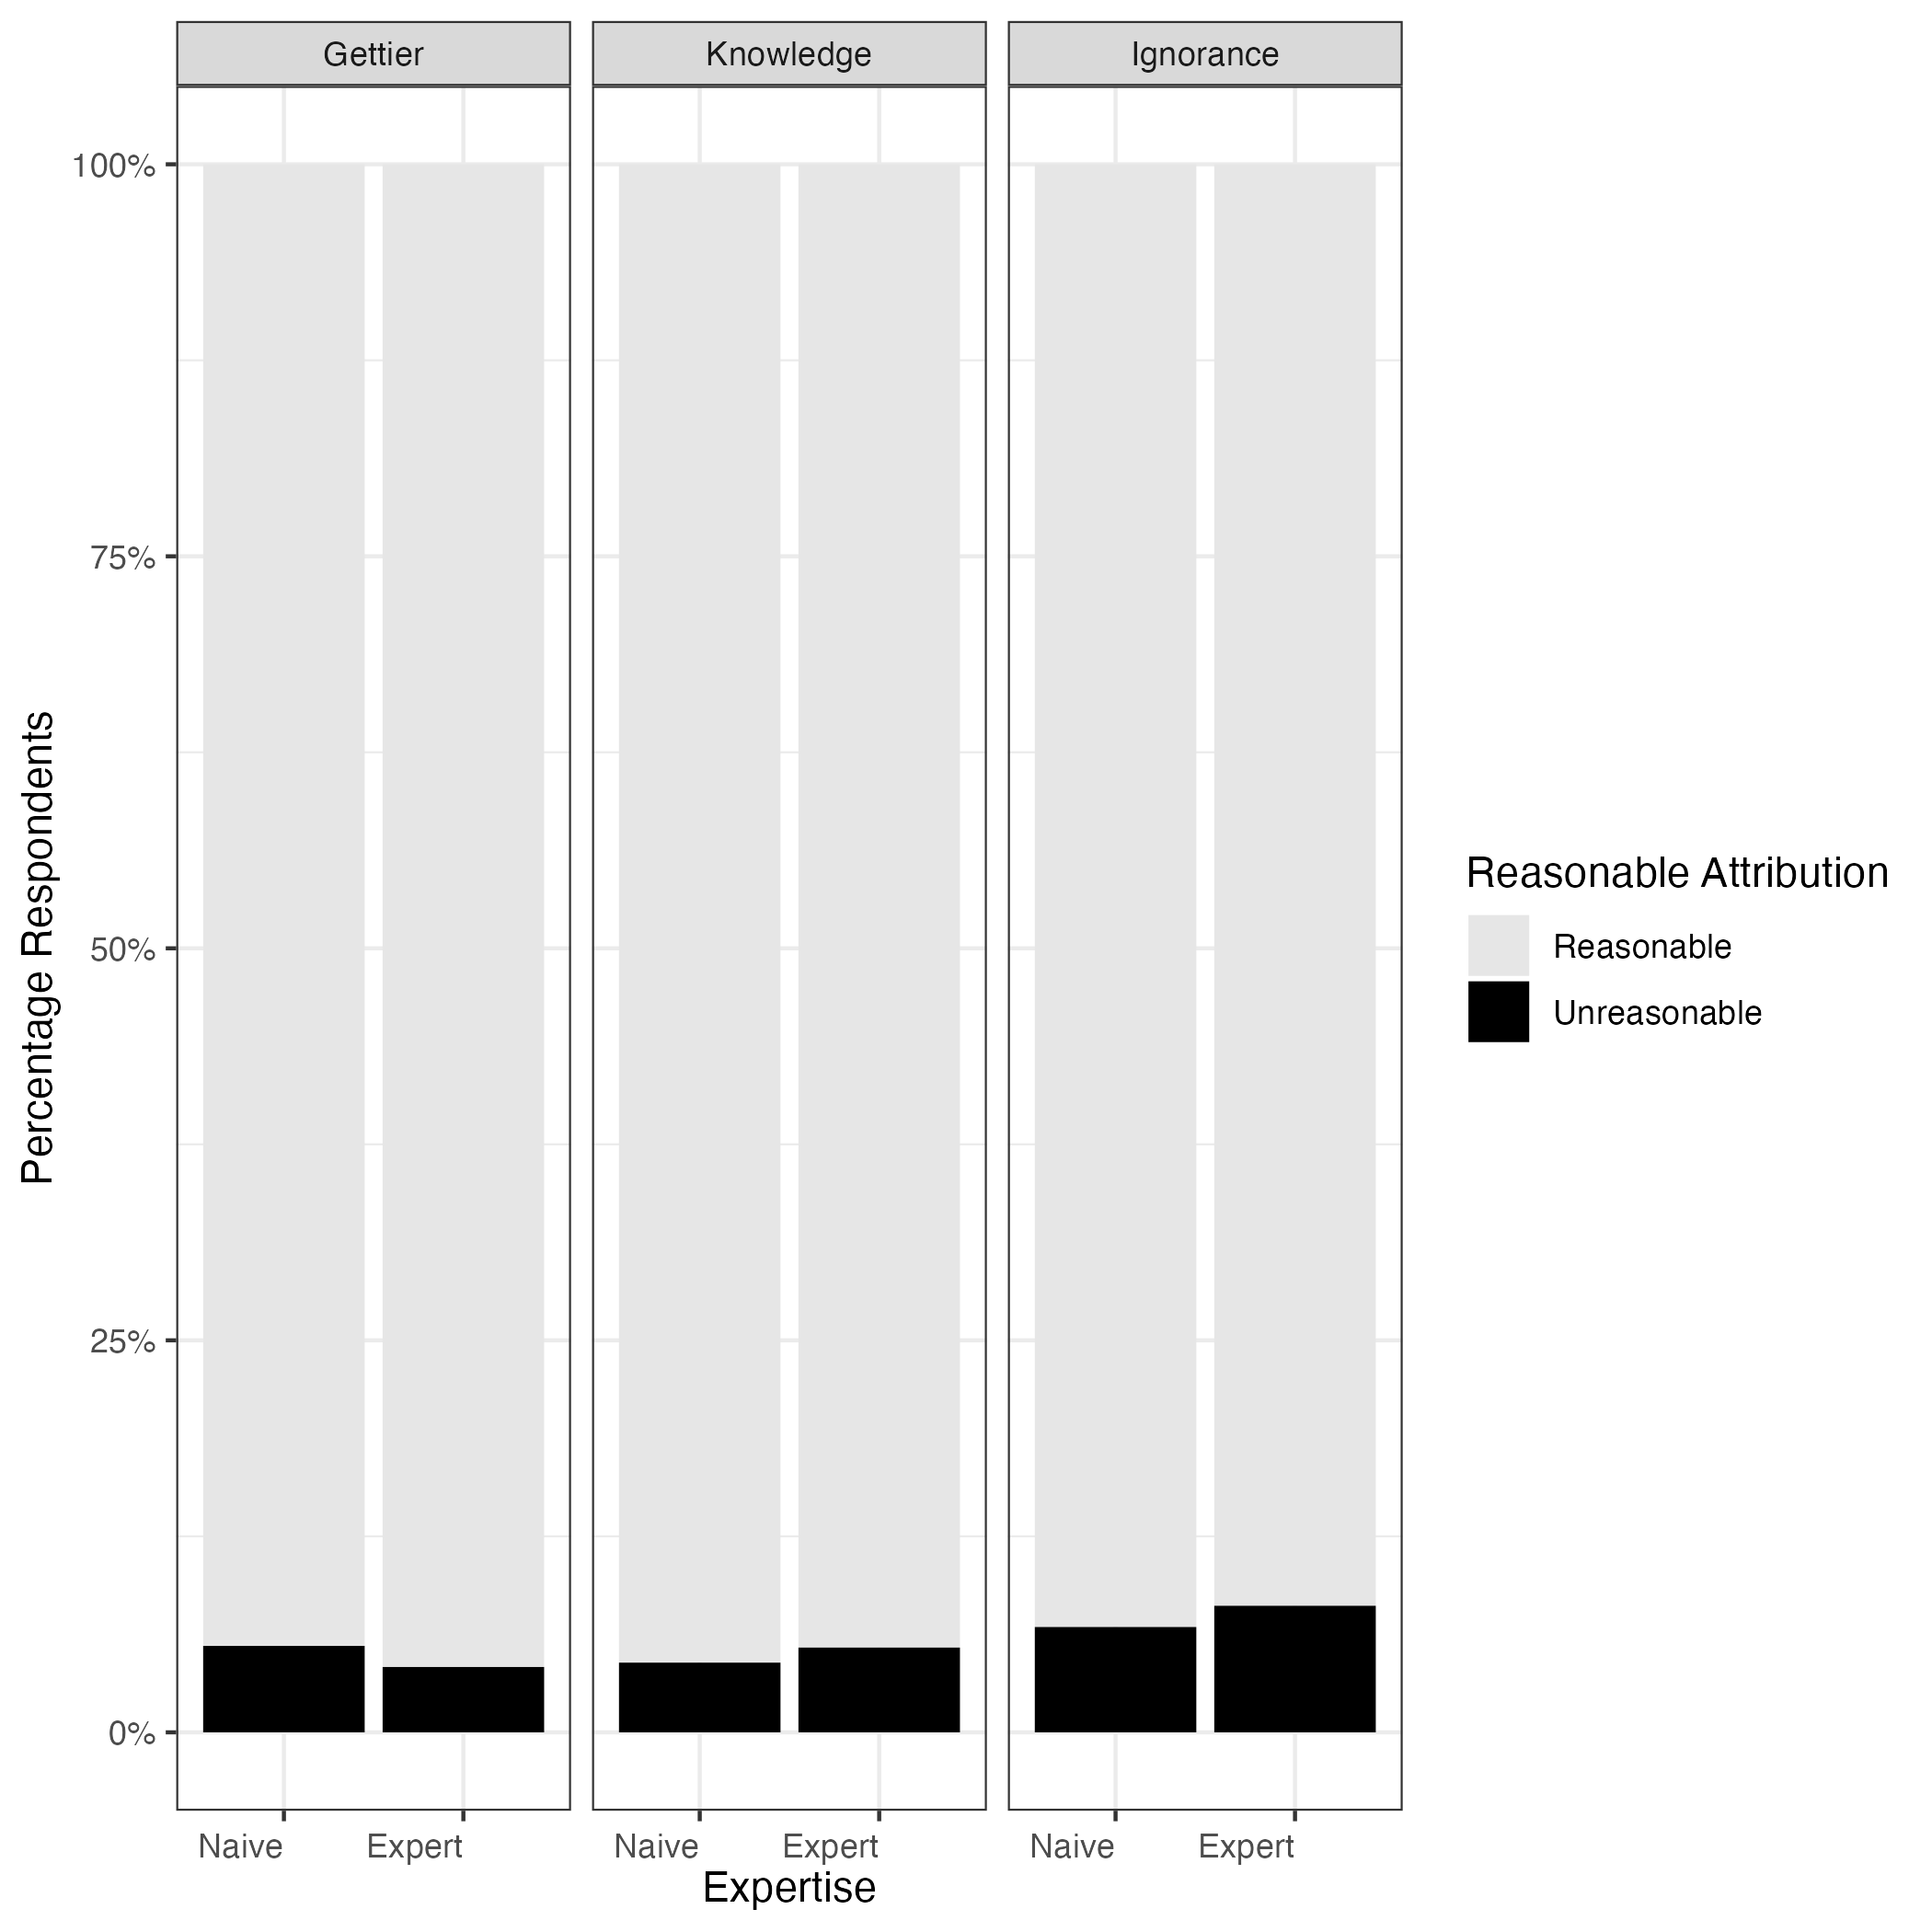 Gettier
Knowledge
Ignorance
100%
75%
50%
25%
0%
Percentage Respondents
Naive
Expert
Naive
Expert
Naive
Expert
Expertise
Reasonable Attribution
Reasonable
Unreasonable